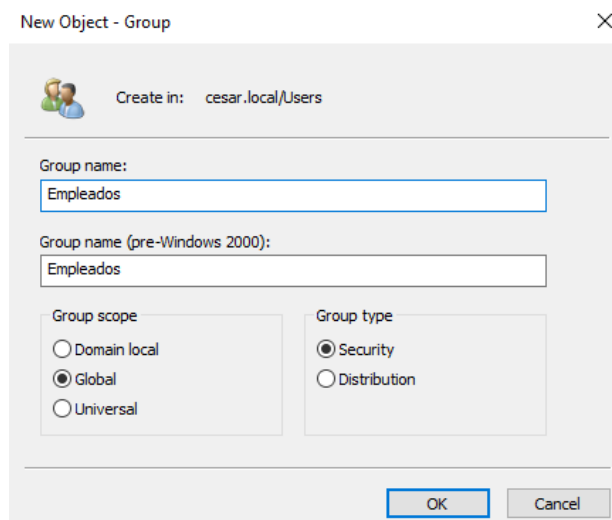 New Object - Group
Create in: cesar.local/Users
Group name:
Empleados
Group name (pre-Windows 2000):
Empleados
Group scope
Domain local
Global
Universal
Group type
Security
Distribution
OK
Cancel